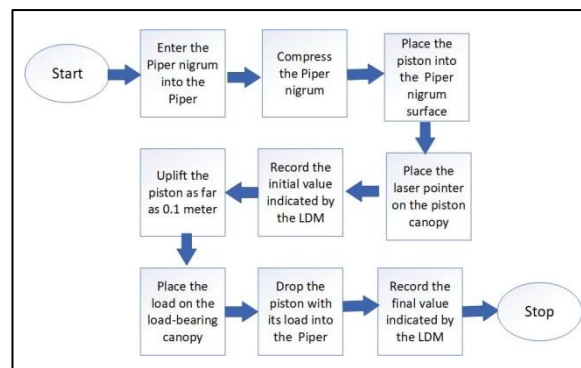 Start
Enter the
Piper nigrum
into the
Piper
Compress
the Piper
nigrum
Place the
piston into
the Piper
nigrum
surface
Place the
laser pointer
on the piston
canopy
Record the
initial value
indicated by
the LDM
Uplift the
piston as far
as 0.1 meter
Place the
load on the
load-bearing
canopy
Drop the
piston with
its load into
the Piper
Record the
final value
indicated by
the LDM
Stop